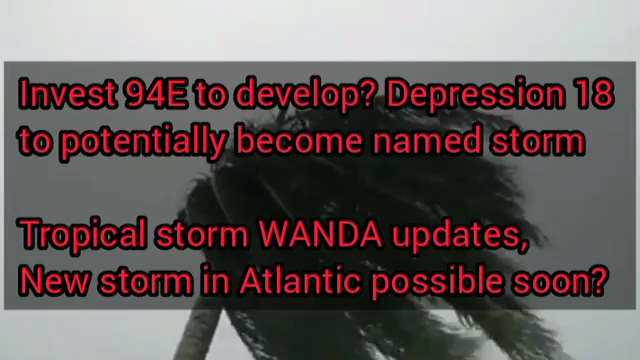 Invest 94E to develop? Depression 18
to potentially become named storm
Tropical storm WANDA updates,
New storm in Atlantic possible soon?